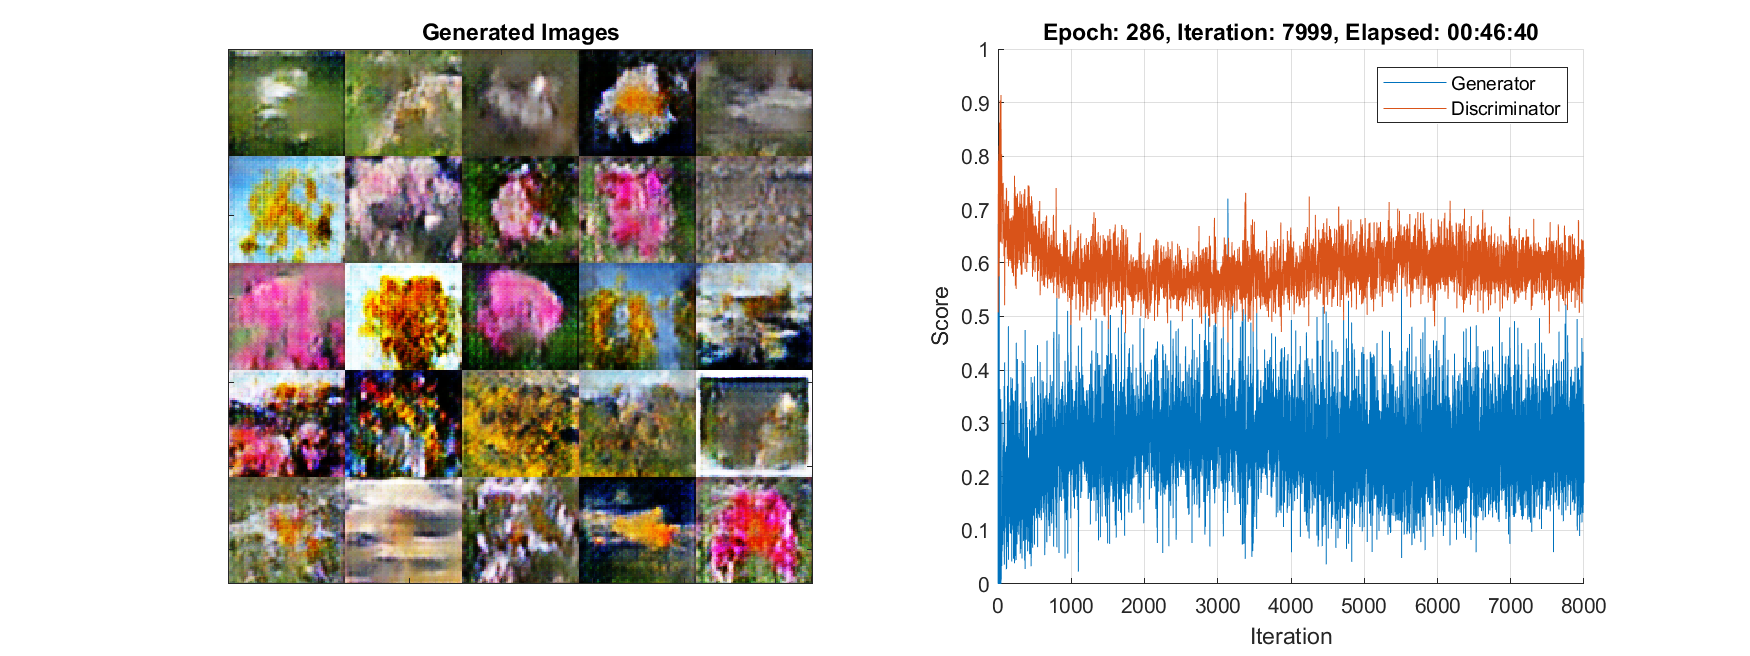 Generated Images
Epoch: 286, Iteration: 7999, Elapsed: 00:46:40
Generator
Discriminator
1
0.9
0.8
0.7
0.6
0.5
0.4
0.3
0.2
0.1
0
Score
0 1000 2000 3000 4000 5000 6000 7000 8000
Iteration